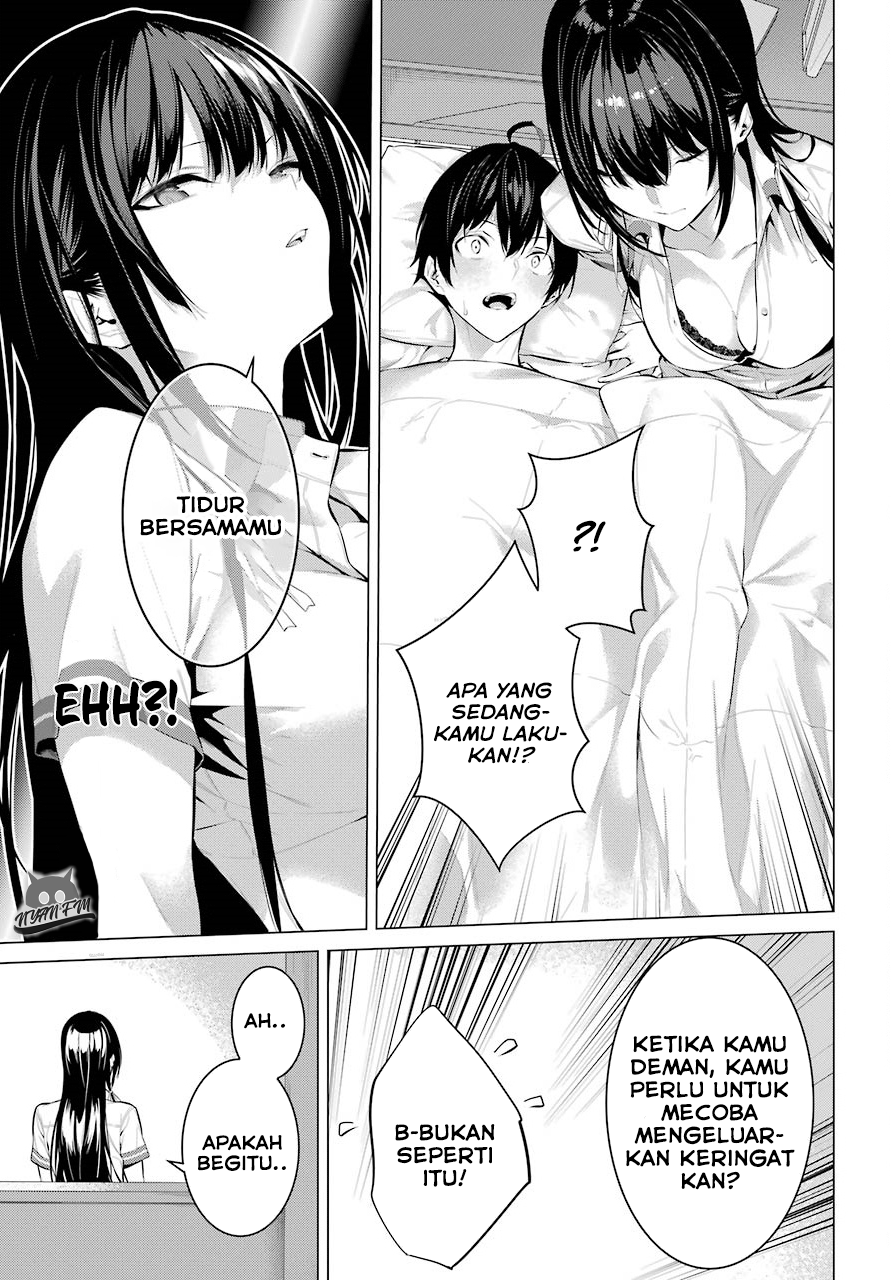 ?!
APA YANG
SEDANG-
KAMU LAKU-
KAN!?
TIDUR
BERSAMAMU
EHH?!
KETIKA KAMU
DEMAN, KAMU
PERLU UNTUK
MECOBA
MENGELUAR-
KAN KERINGAT
KAN?
B-BUKAN
SEPERTI
ITU!
AH..
APAKAH
BEGITU..
NYAN FM